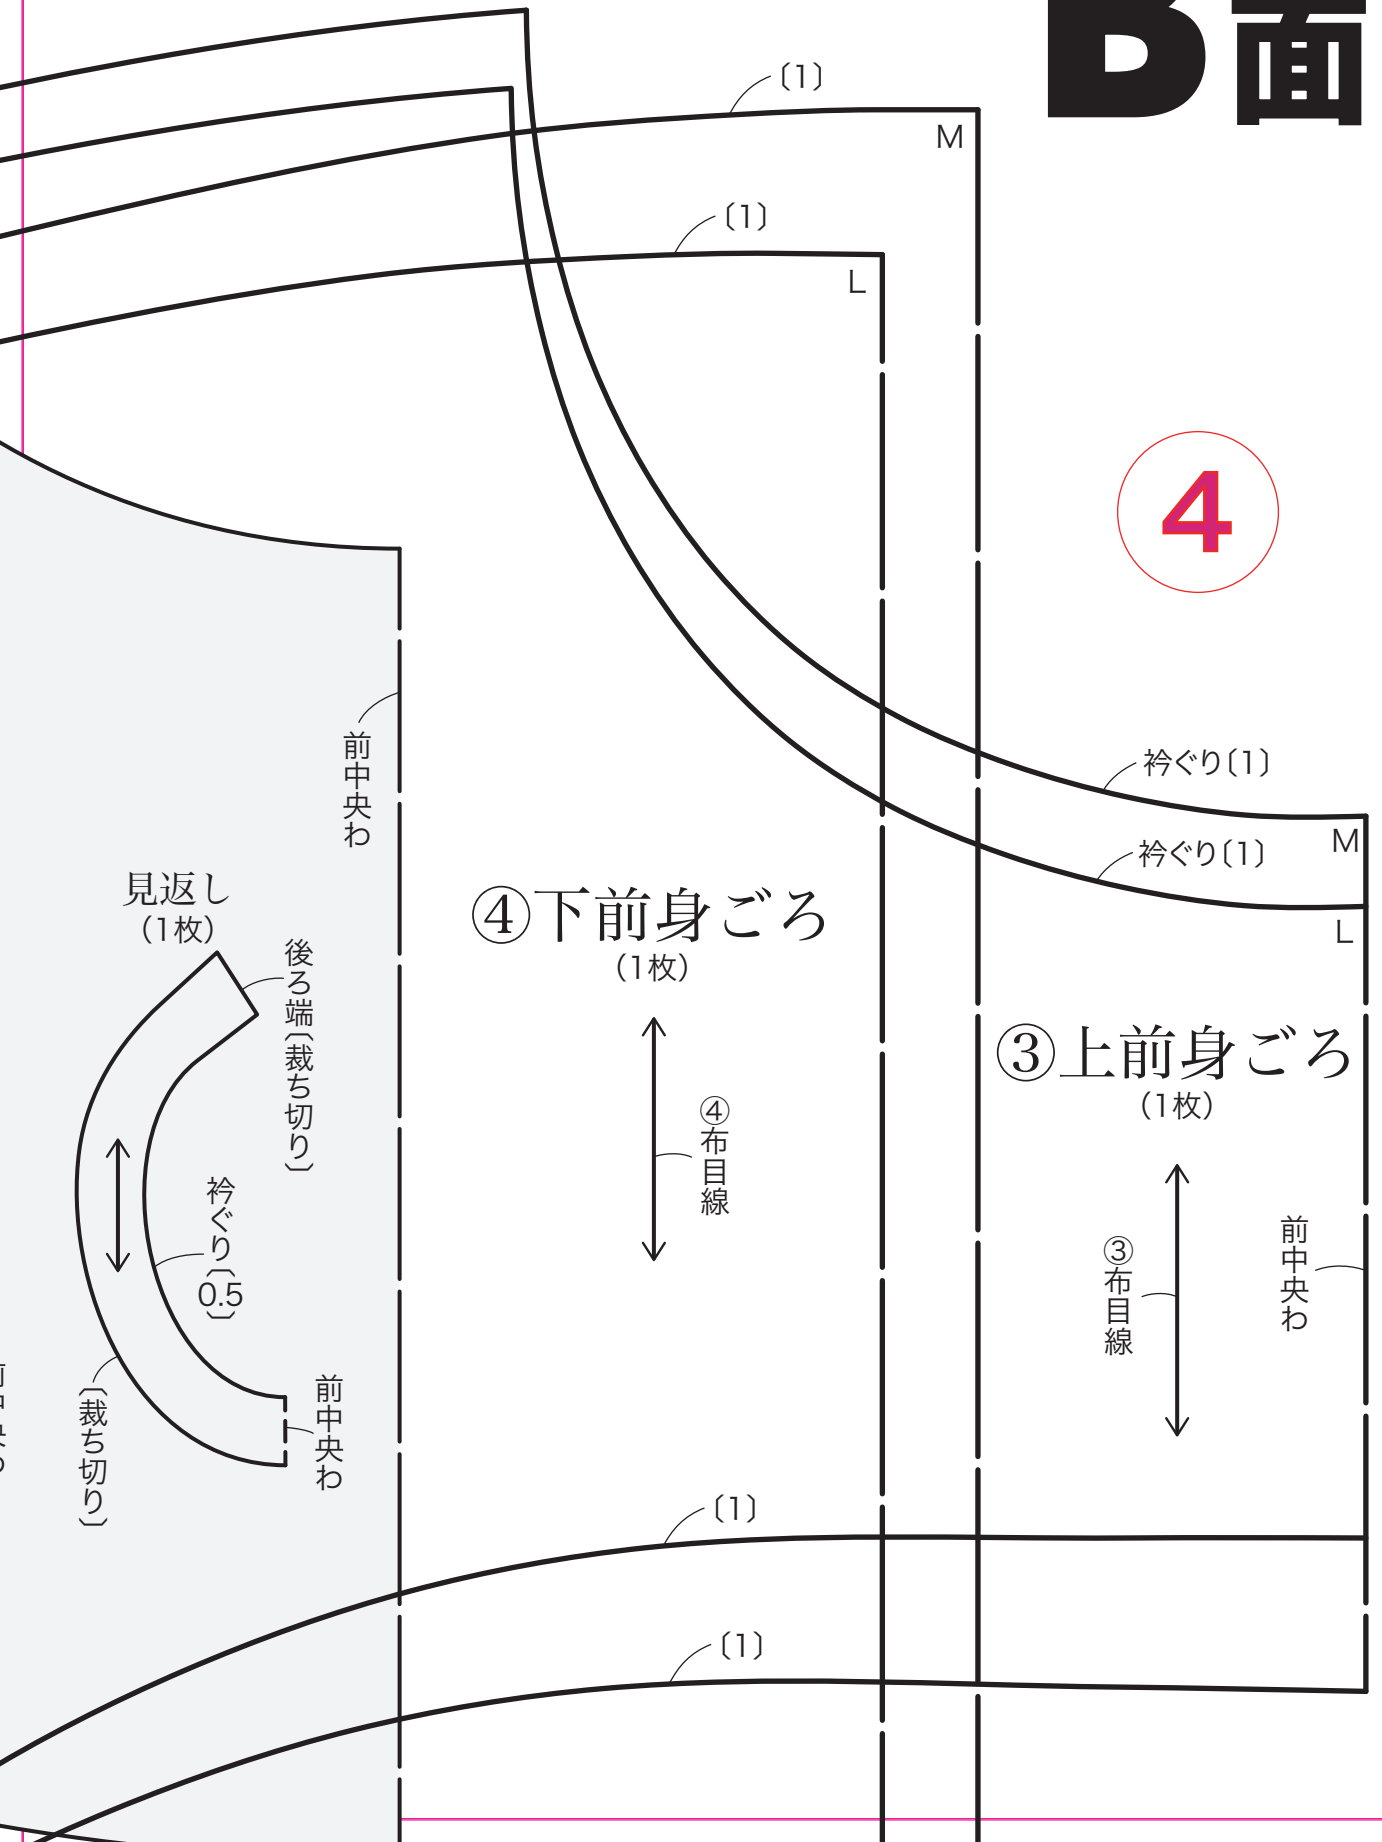 B面
〔1〕
M
〔1〕
L
4
前中央わ
衿ぐり〔1〕
M
衿ぐり〔1〕
L
見返し
(1枚)
後ろ端〔裁ち切り〕
衿ぐり〔0.5〕
〔裁ち切り〕
前中央わ
④下前身ごろ
(1枚)
④布目線
③上前身ごろ
(1枚)
③布目線
前中央わ
〔1〕
〔1〕